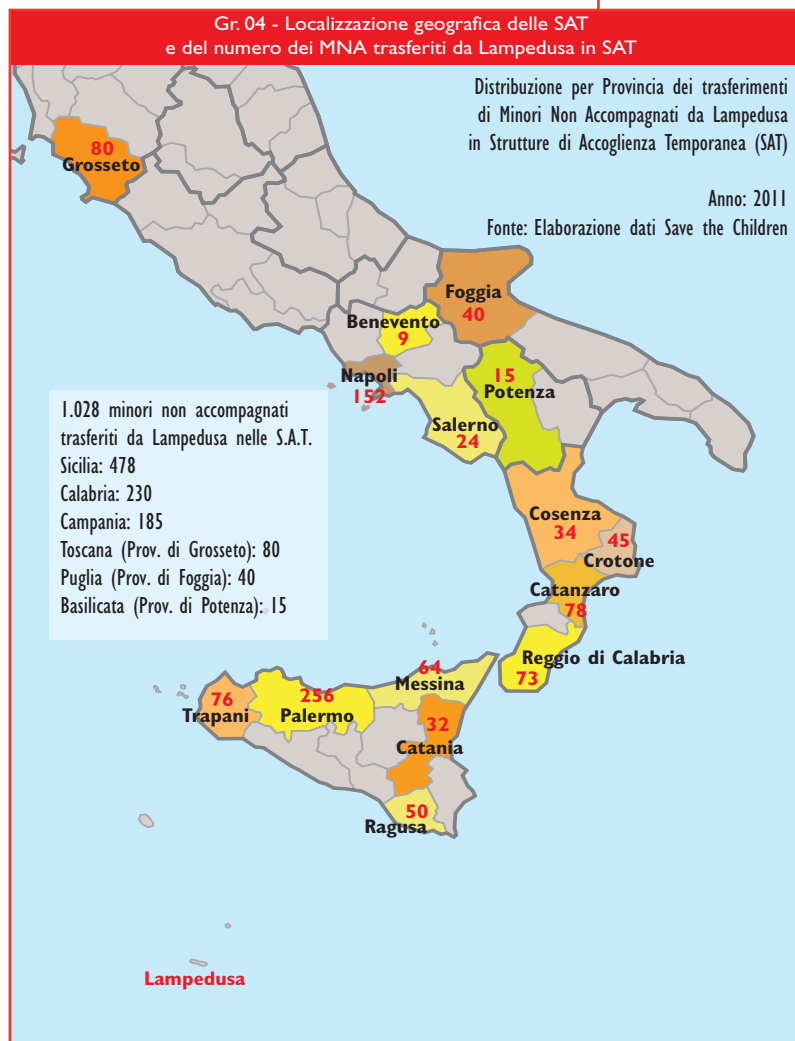 Gr. 04 - Localizzazione geografica delle SAT
e del numero dei MNA trasferiti da Lampedusa in SAT
Distribuzione per Provincia dei trasferimenti
di Minori Non Accompagnati da Lampedusa
in Strutture di Accoglienza Temporanea (SAT)
Anno: 2011
Fonte: Elaborazione dati Save the Children
80
Grosseto
Foggia
40
Benevento
9
Napoli
152
15
Potenza
Salerno
24
1.028 minori non accompagnati
trasferiti da Lampedusa nelle S.A.T.
Sicilia: 478
Calabria: 230
Campania: 185
Toscana (Prov. di Grosseto): 80
Puglia (Prov. di Foggia): 40
Basilicata (Prov. di Potenza): 15
Cosenza
34
45
Crotone
Catanzaro
78
Reggio di Calabria
73
64
Messina
76
Trapani
256
Palermo
32
Catania
50
Ragusa
Lampedusa